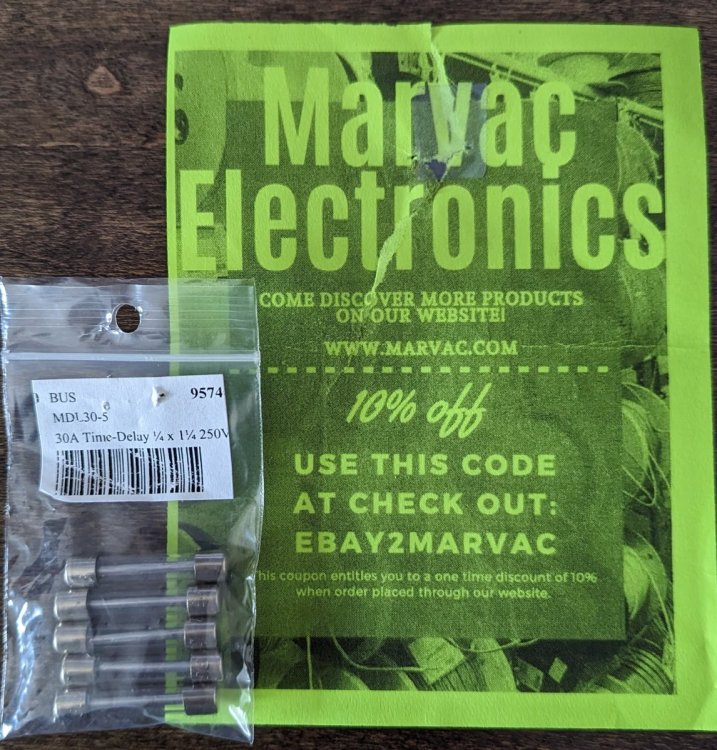 Marvac
Electronics
COME DISCOVER MORE PRODUCTS
ON OUR WEBSITE!
WWW.MARVAC.COM
10% off
USE THIS CODE
AT CHECK OUT:
EBAY2MARVAC
his coupon entitles you to a one time discount of 10%
when order placed through our website.
BUS 9574
MDL30-5
30A Time-Delay ¼ x 1¼ 250V